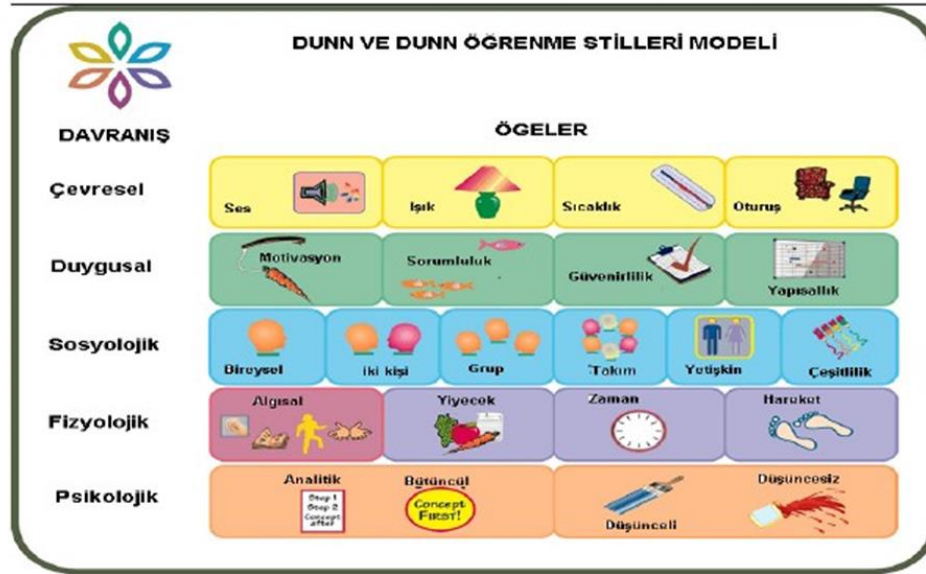 DUNN VE DUNN ÖĞRENME STİLLERİ MODELİ
DAVRANIŞ
ÖGELER
Çevresel
Ses
Işık
Sıcaklık
Oturuş
Duygusal
Motivasyon
Sorumluluk
Güvenirlilik
Yapısallık
Sosyolojik
Bireysel
iki kişi
Grup
Takım
Yetişkin
Çeşitlilik
Fizyolojik
Algısal
Yiyecek
Zaman
Hareket
Psikolojik
Analitik
Step 1
Step 2
Concept
after
Bütüncül
Concept
FIRST!
Düşünceli
Düşüncesiz